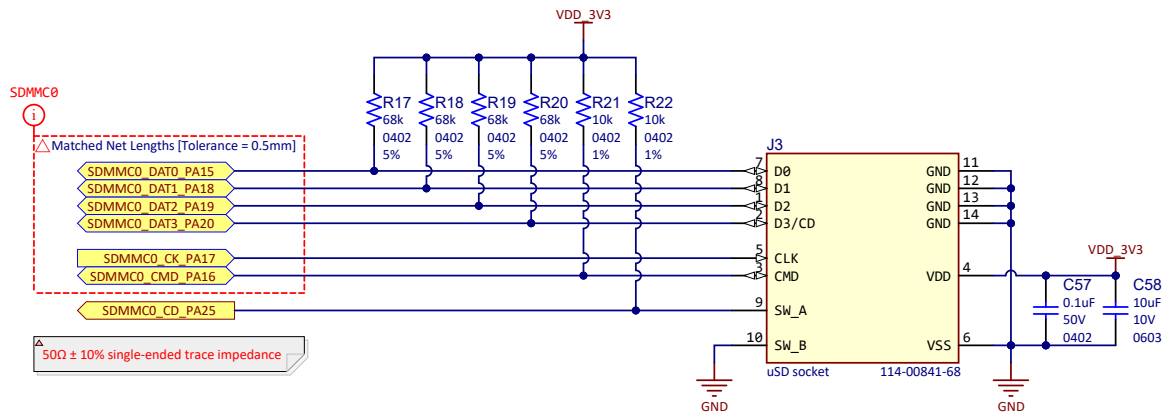 VDD_3V3
SDMMC0
i
R17
68k
0402
5%
R18
68k
0402
5%
R19
68k
0402
5%
R20
68k
0402
5%
R21
10k
0402
1%
R22
10k
0402
1%
Matched Net Lengths [Tolerance = 0.5mm]
SDMMC0_DAT0_PA15
SDMMC0_DAT1_PA18
SDMMC0_DAT2_PA19
SDMMC0_DAT3_PA20
SDMMC0_CK_PA17
SDMMC0_CMD_PA16
SDMMC0_CD_PA25
50Ω ± 10% single-ended trace impedance
J3
7 D0
8 D1
1 D2
2 D3/CD
5 CLK
3 CMD
9 SW_A
10 SW_B
GND 11
GND 12
GND 13
GND 14
VDD 4
VSS 6
uSD socket
114-00841-68
GND
VDD_3V3
C57
0.1uF
50V
0402
C58
10uF
10V
0603
GND